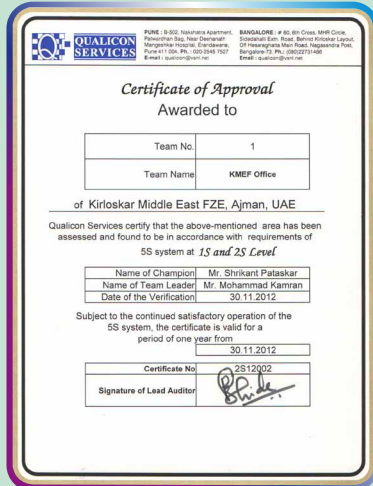 QUALICON
SERVICES
PUNE : B-502, Nakshatra Apartment,
Patwardhan Bag, Near Deenanath
Mangeshkar Hospital, Erandawane,
Pune 411 004. Ph. : 020-2546 7527
E-mail : qualicon@vsnl.net
BANGALORE : # 60, 6th Cross, MHR Circle,
Siddashalli Extn. Road, Behind Kirloskar Layout,
Off Hesaraghatta Main Road, Nagasandra Post,
Bangalore-73. Ph.: (080)22731466
Email : qualicon@vsnl.net
Certificate of Approval
Awarded to
Team No. 1
Team Name KMEF Office
of Kirloskar Middle East FZE, Ajman, UAE
Qualicon Services certify that the above-mentioned area has been
assessed and found to be in accordance with requirements of
5S system at 1S and 2S Level
Name of Champion Mr. Shrikant Pataskar
Name of Team Leader Mr. Mohammad Kamran
Date of the Verification 30.11.2012
Subject to the continued satisfactory operation of the
5S system, the certificate is valid for a
period of one year from
30.11.2012
Certificate No 2S12002
Signature of Lead Auditor